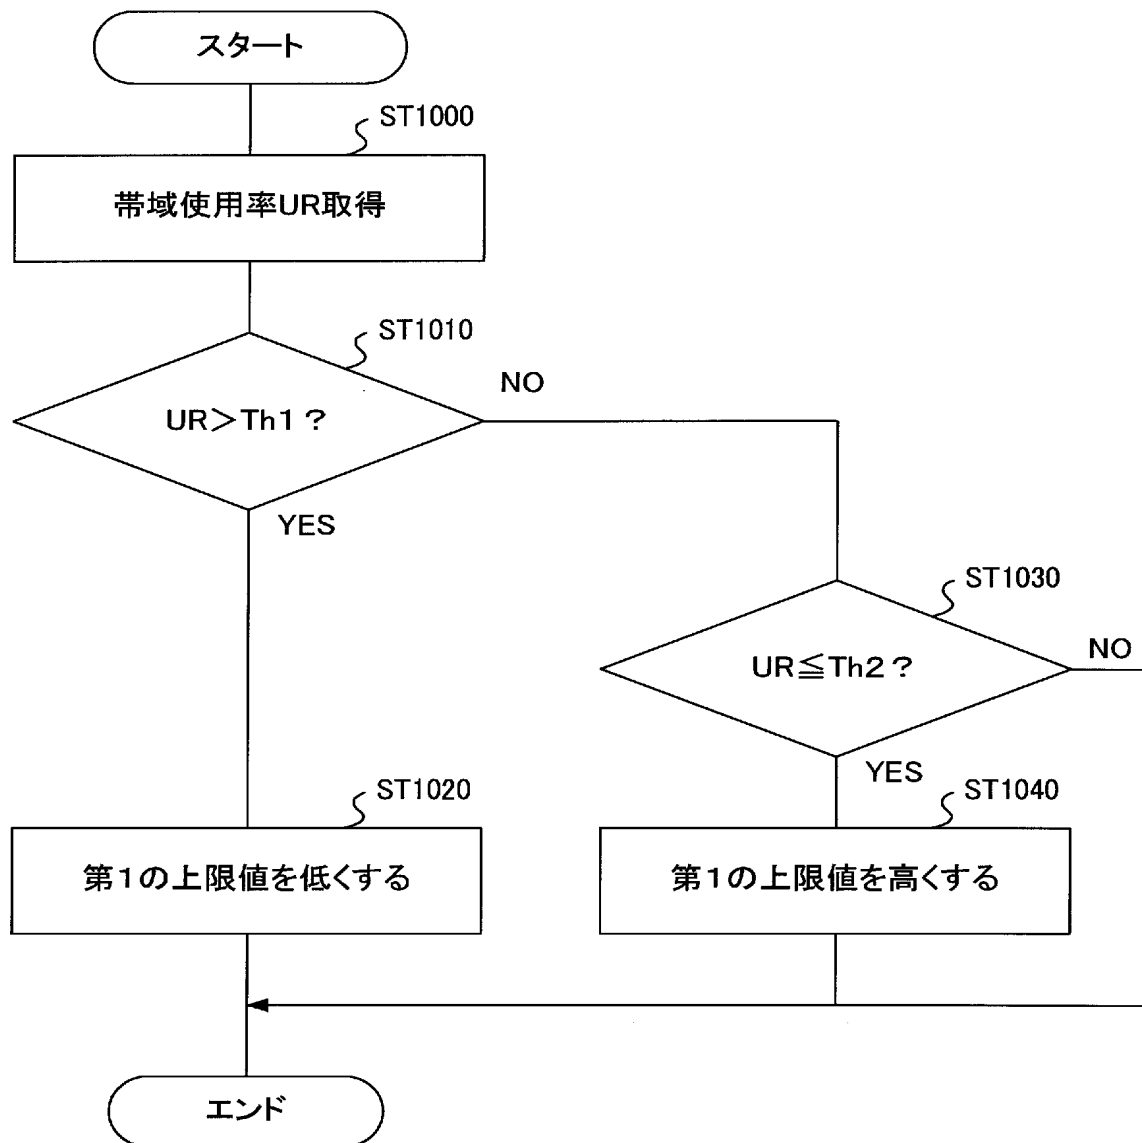 スタート
ST1000
帯域使用率UR取得
ST1010
UR>Th1?
NO
YES
ST1030
UR≦Th2?
NO
YES
ST1020
第1の上限値を低くする
ST1040
第1の上限値を高くする
エンド